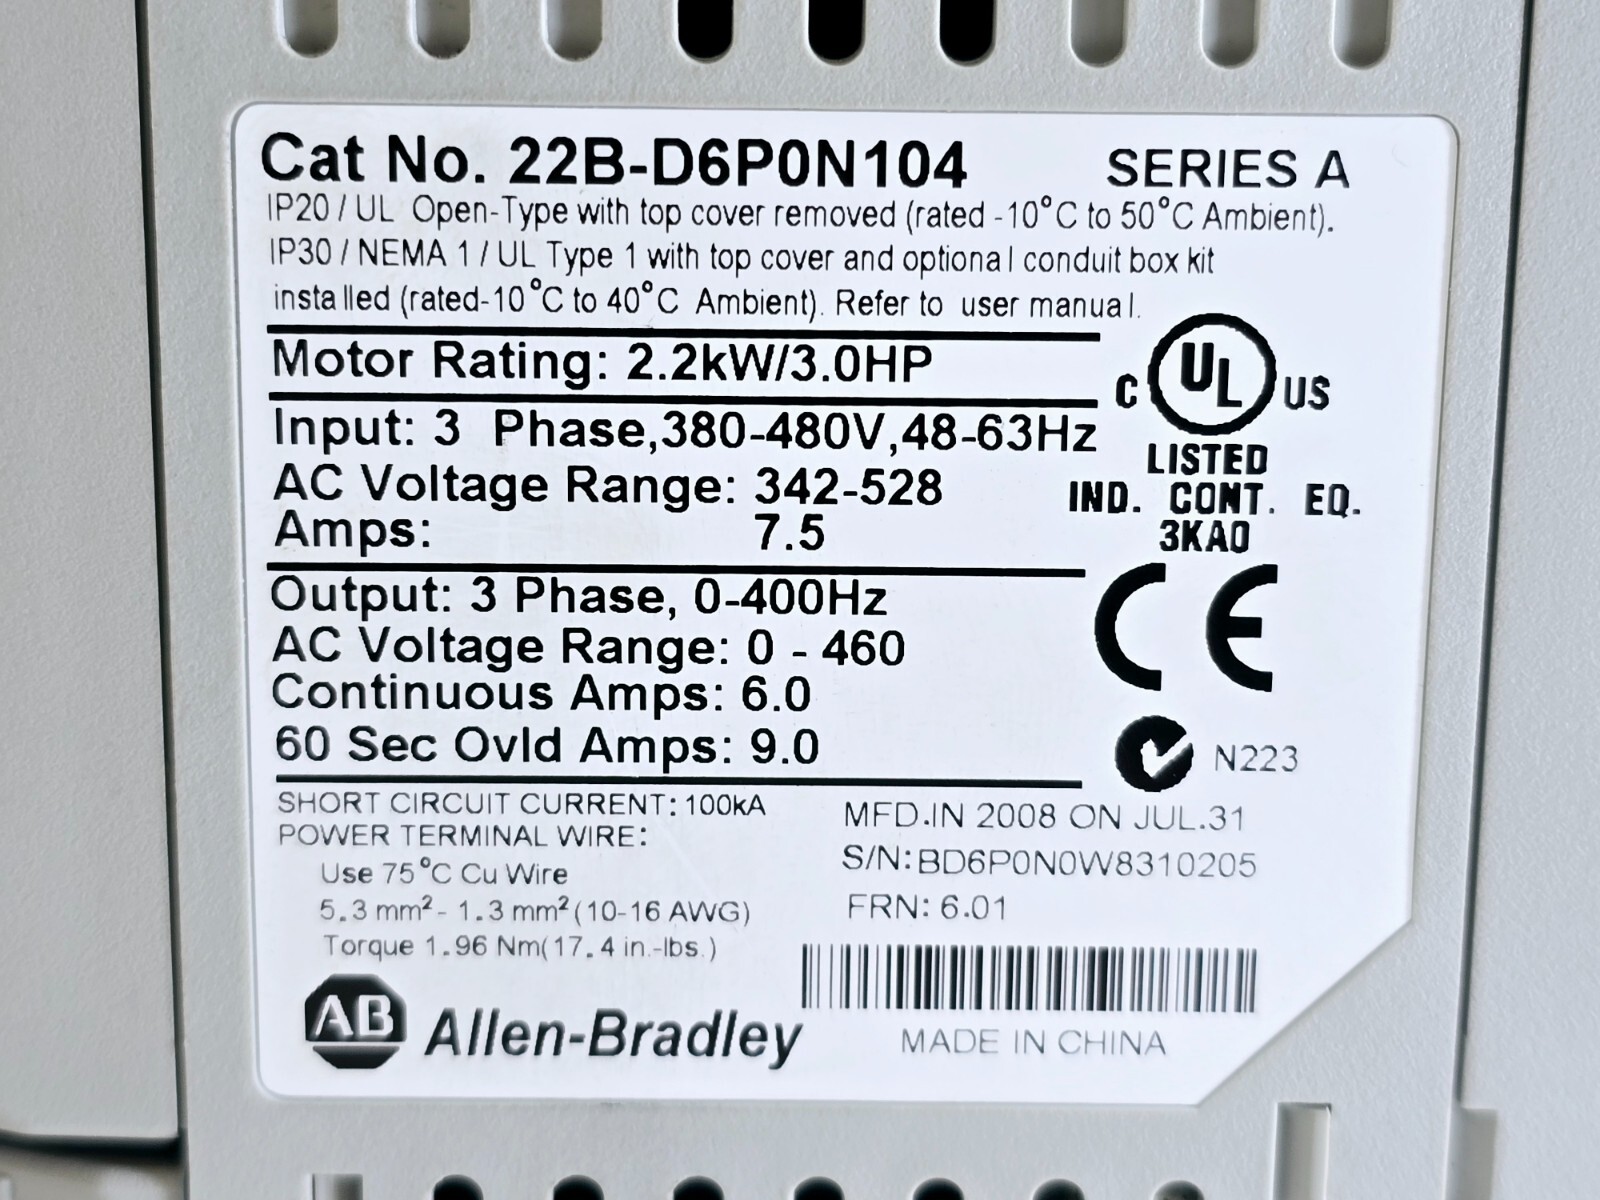 Cat No. 22B-D6P0N104 SERIES A
IP20 / UL Open-Type with top cover removed (rated -10°C to 50°C Ambient).
IP30 / NEMA 1 / UL Type 1 with top cover and optional conduit box kit
installed (rated-10°C to 40°C Ambient). Refer to user manual.
Motor Rating: 2.2kW/3.0HP
C UL US
Input: 3 Phase,380-480V,48-63Hz
LISTED
AC Voltage Range: 342-528
IND. CONT. EQ.
Amps: 7.5
3KA0
Output: 3 Phase, 0-400Hz
CE
AC Voltage Range: 0 - 460
Continuous Amps: 6.0
60 Sec Ovld Amps: 9.0
N223
SHORT CIRCUIT CURRENT: 100kA
POWER TERMINAL WIRE:
Use 75°C Cu Wire
5.3 mm² - 1.3 mm² (10-16 AWG)
Torque 1.96 Nm(17.4 in.-lbs.)
MFD.IN 2008 ON JUL.31
S/N:BD6P0N0W8310205
FRN: 6.01
AB Allen-Bradley
MADE IN CHINA